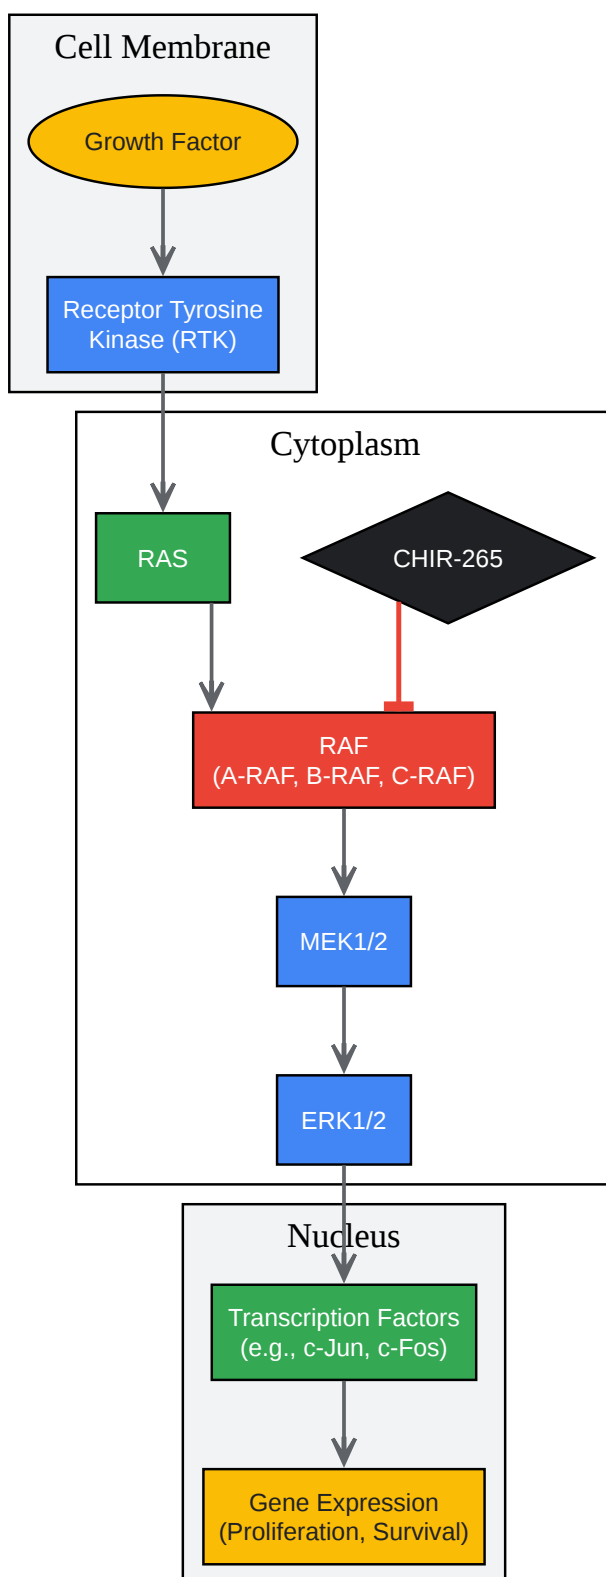 Cell Membrane
Growth Factor
Receptor Tyrosine
Kinase (RTK)
Cytoplasm
RAS
CHIR-265
RAF
(A-RAF, B-RAF, C-RAF)
MEK1/2
ERK1/2
Nucleus
Transcription Factors
(e.g., c-Jun, c-Fos)
Gene Expression
(Proliferation, Survival)